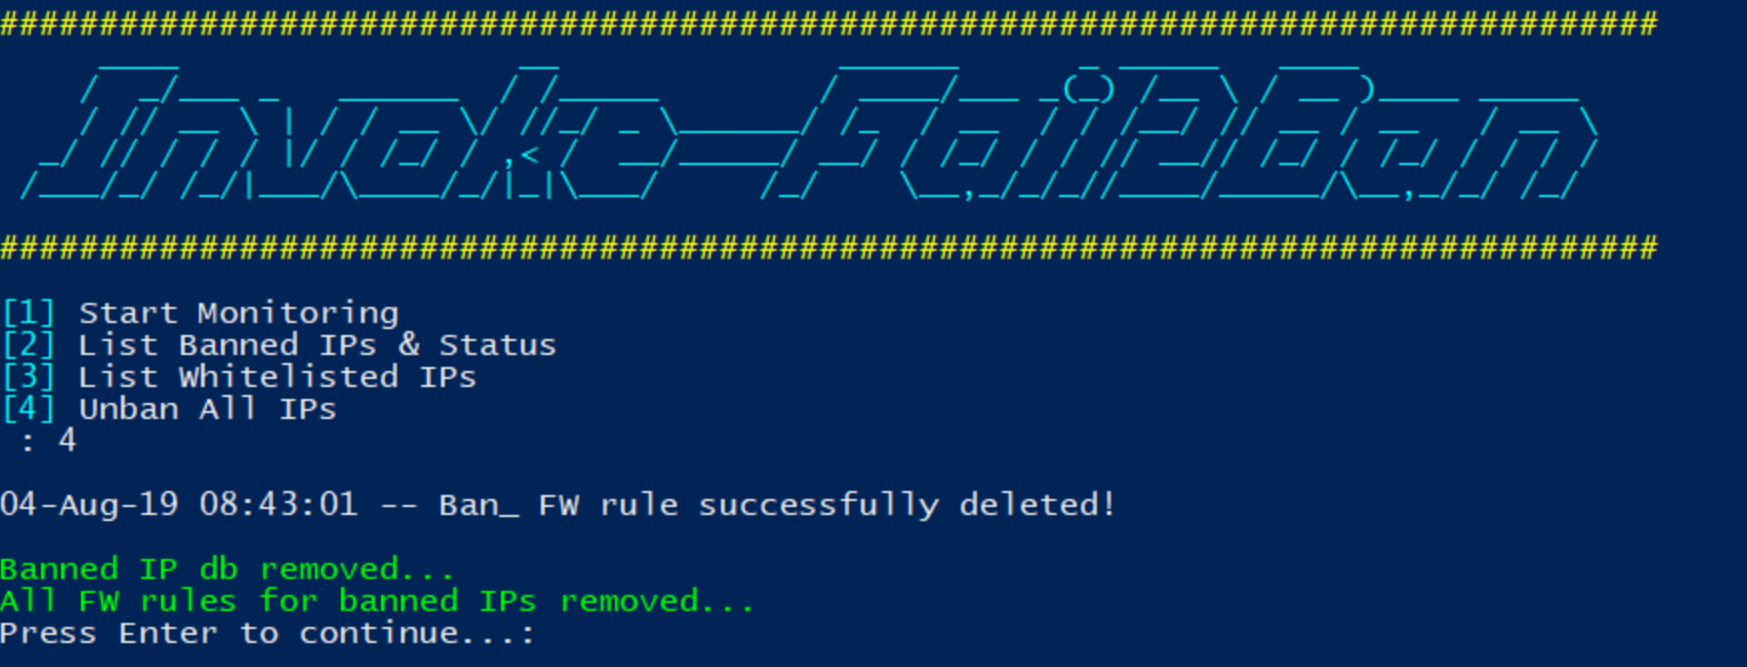 ###################################################################################
Invoke-Fail2Ban
###################################################################################
[1] Start Monitoring
[2] List Banned IPs & Status
[3] List Whitelisted IPs
[4] Unban All IPs
: 4
04-Aug-19 08:43:01 -- Ban_ FW rule successfully deleted!
Banned IP db removed...
All FW rules for banned IPs removed...
Press Enter to continue...: